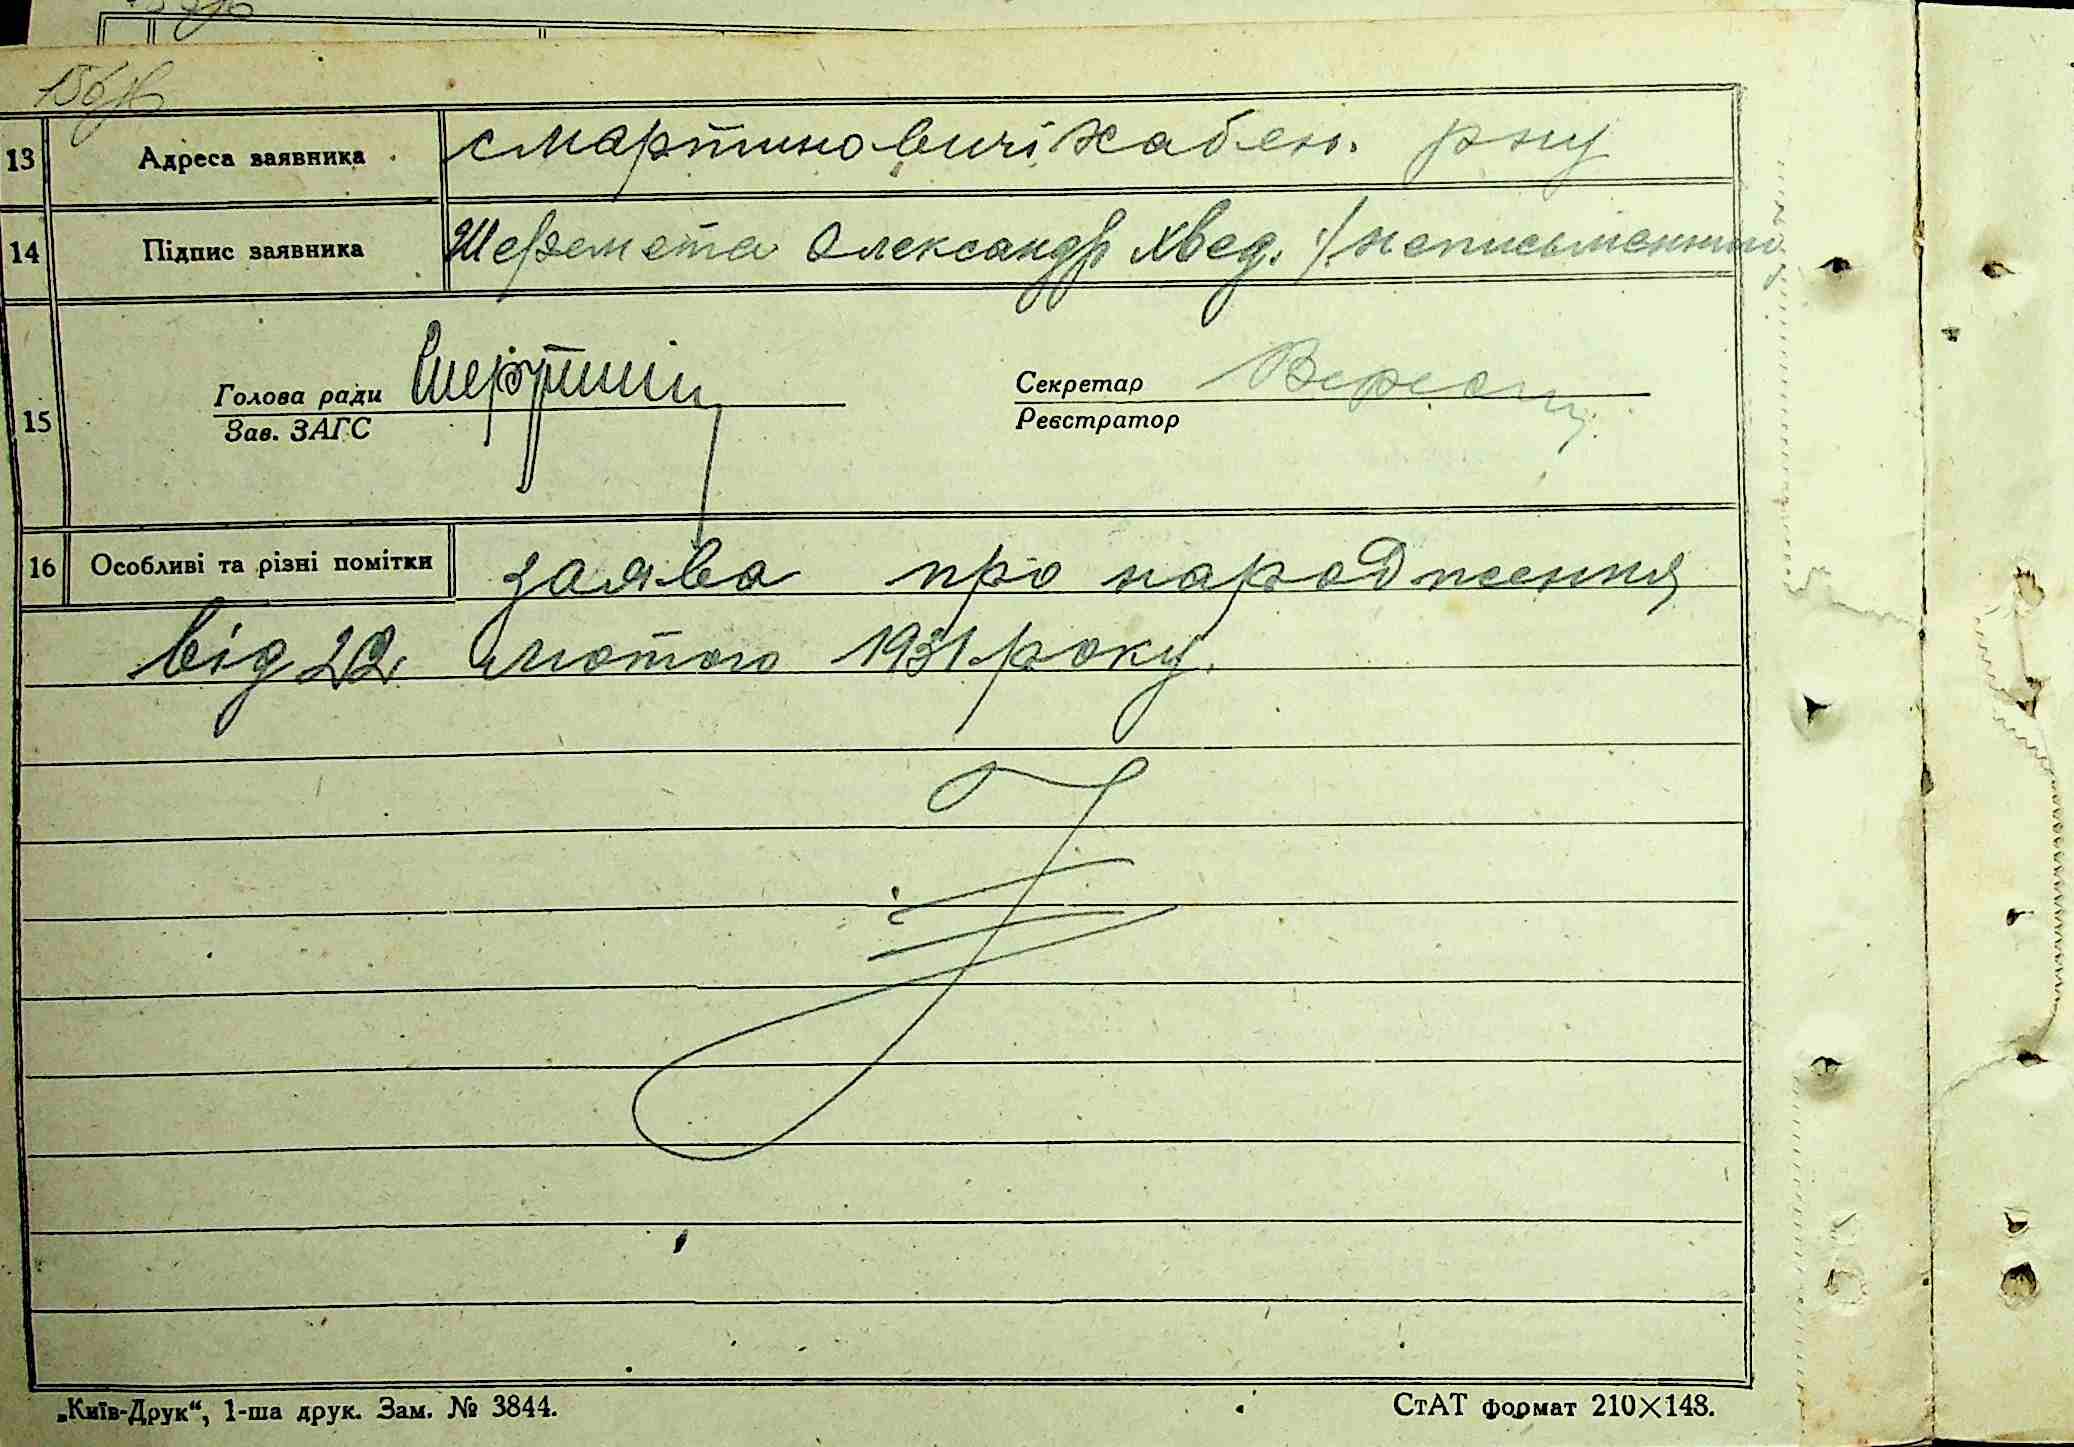 13 Адреса заявника с мартиновичі хабен. рну
14 Підпис заявника Шеремета Олександр Хвед. /неписьменний
15
Голова ради
Зав. ЗАГС
Секретар
Реєстратор
16 Особливі та різні помітки заява про народження
від 22 лютого 1931 року.
„Київ-Друк“, 1-ша друк. Зам. № 3844. СтАТ формат 210×148.